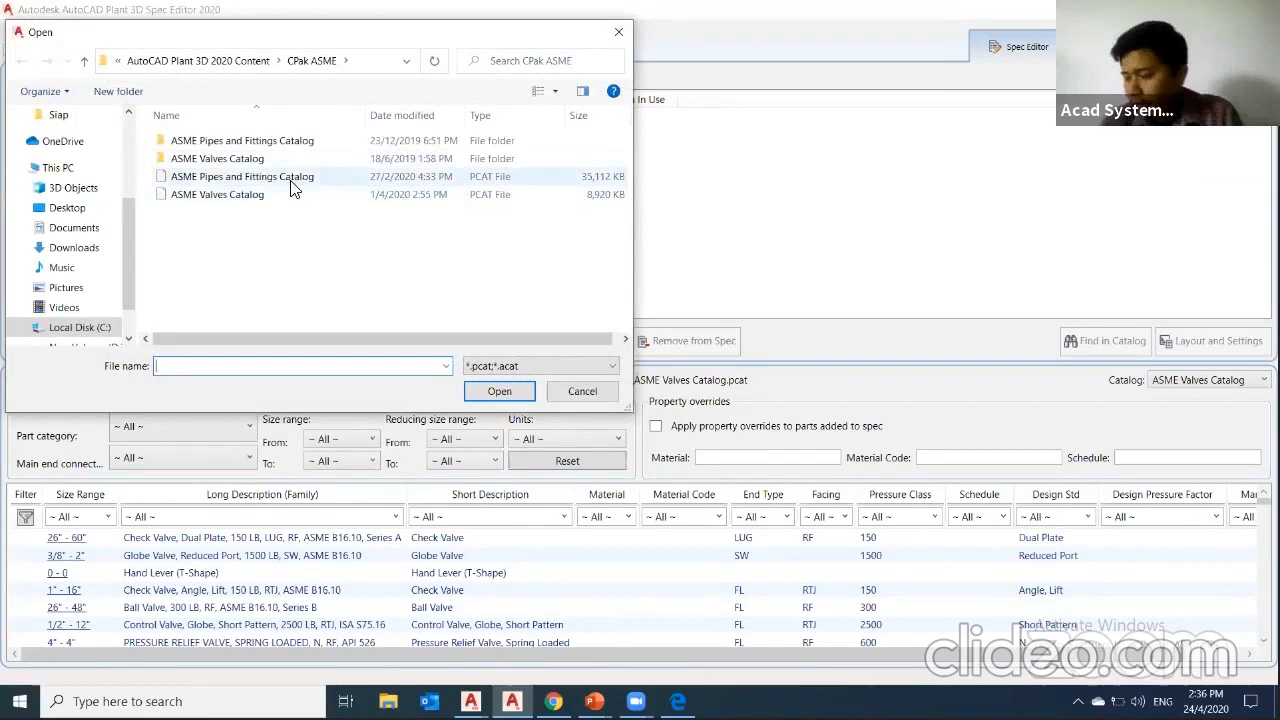 Autodesk AutoCAD Plant 3D Spec Editor 2020
Open
« AutoCAD Plant 3D 2020 Content › CPak ASME ›
Search CPak ASME
Organize
New folder
Name Date modified Type Size
ASME Pipes and Fittings Catalog 23/12/2019 6:51 PM File folder
ASME Valves Catalog 18/6/2019 1:58 PM File folder
ASME Pipes and Fittings Catalog 27/2/2020 4:33 PM PCAT File 35,112 KB
ASME Valves Catalog 1/4/2020 2:55 PM PCAT File 8,920 KB
Siap
OneDrive
This PC
3D Objects
Desktop
Documents
Downloads
Music
Pictures
Videos
Local Disk (C:)
File name:
*.pcat;*.acat
Open Cancel
Spec Editor
Acad System...
In Use
Remove from Spec
Find in Catalog
Layout and Settings
ASME Valves Catalog.pcat
Catalog: ASME Valves Catalog
Property overrides
Apply property overrides to parts added to spec
Material: Material Code: Schedule:
Part category: ~ All ~
Main end connect... ~ All ~
Size range: Reducing size range: Units:
From: ~ All ~ From: ~ All ~ ~ All ~
To: ~ All ~ To: ~ All ~ Reset
Filter Size Range Long Description (Family) Short Description Material Material Code End Type Facing Pressure Class Schedule Design Std Design Pressure Factor Ma
~ All ~ ~ All ~ ~ All ~ ~ All ~ ~ All ~ ~ All ~ ~ All ~ ~ All ~ ~ All ~ ~ All ~ ~ All ~ ~ All
26" - 60" Check Valve, Dual Plate, 150 LB, LUG, RF, ASME B16.10, Series A Check Valve LUG RF 150 Dual Plate
3/8" - 2" Globe Valve, Reduced Port, 1500 LB, SW, ASME B16.10 Globe Valve SW 1500 Reduced Port
0 - 0 Hand Lever (T-Shape) Hand Lever (T-Shape)
1" - 16" Check Valve, Angle, Lift, 150 LB, RTJ, ASME B16.10 Check Valve FL RTJ 150 Angle, Lift
26" - 48" Ball Valve, 300 LB, RF, ASME B16.10, Series B Ball Valve FL RF 300
1/2" - 12" Control Valve, Globe, Short Pattern, 2500 LB, RTJ, ISA S75.16 Control Valve, Globe, Short Pattern FL RTJ 2500 Short Pattern
4" - 4" PRESSURE RELIEF VALVE, SPRING LOADED, N, RF, API 526 Pressure Relief Valve, Spring Loaded FL RF 600
Activate Windows
clideo.com
Type here to search
ENG
2:36 PM
24/4/2020